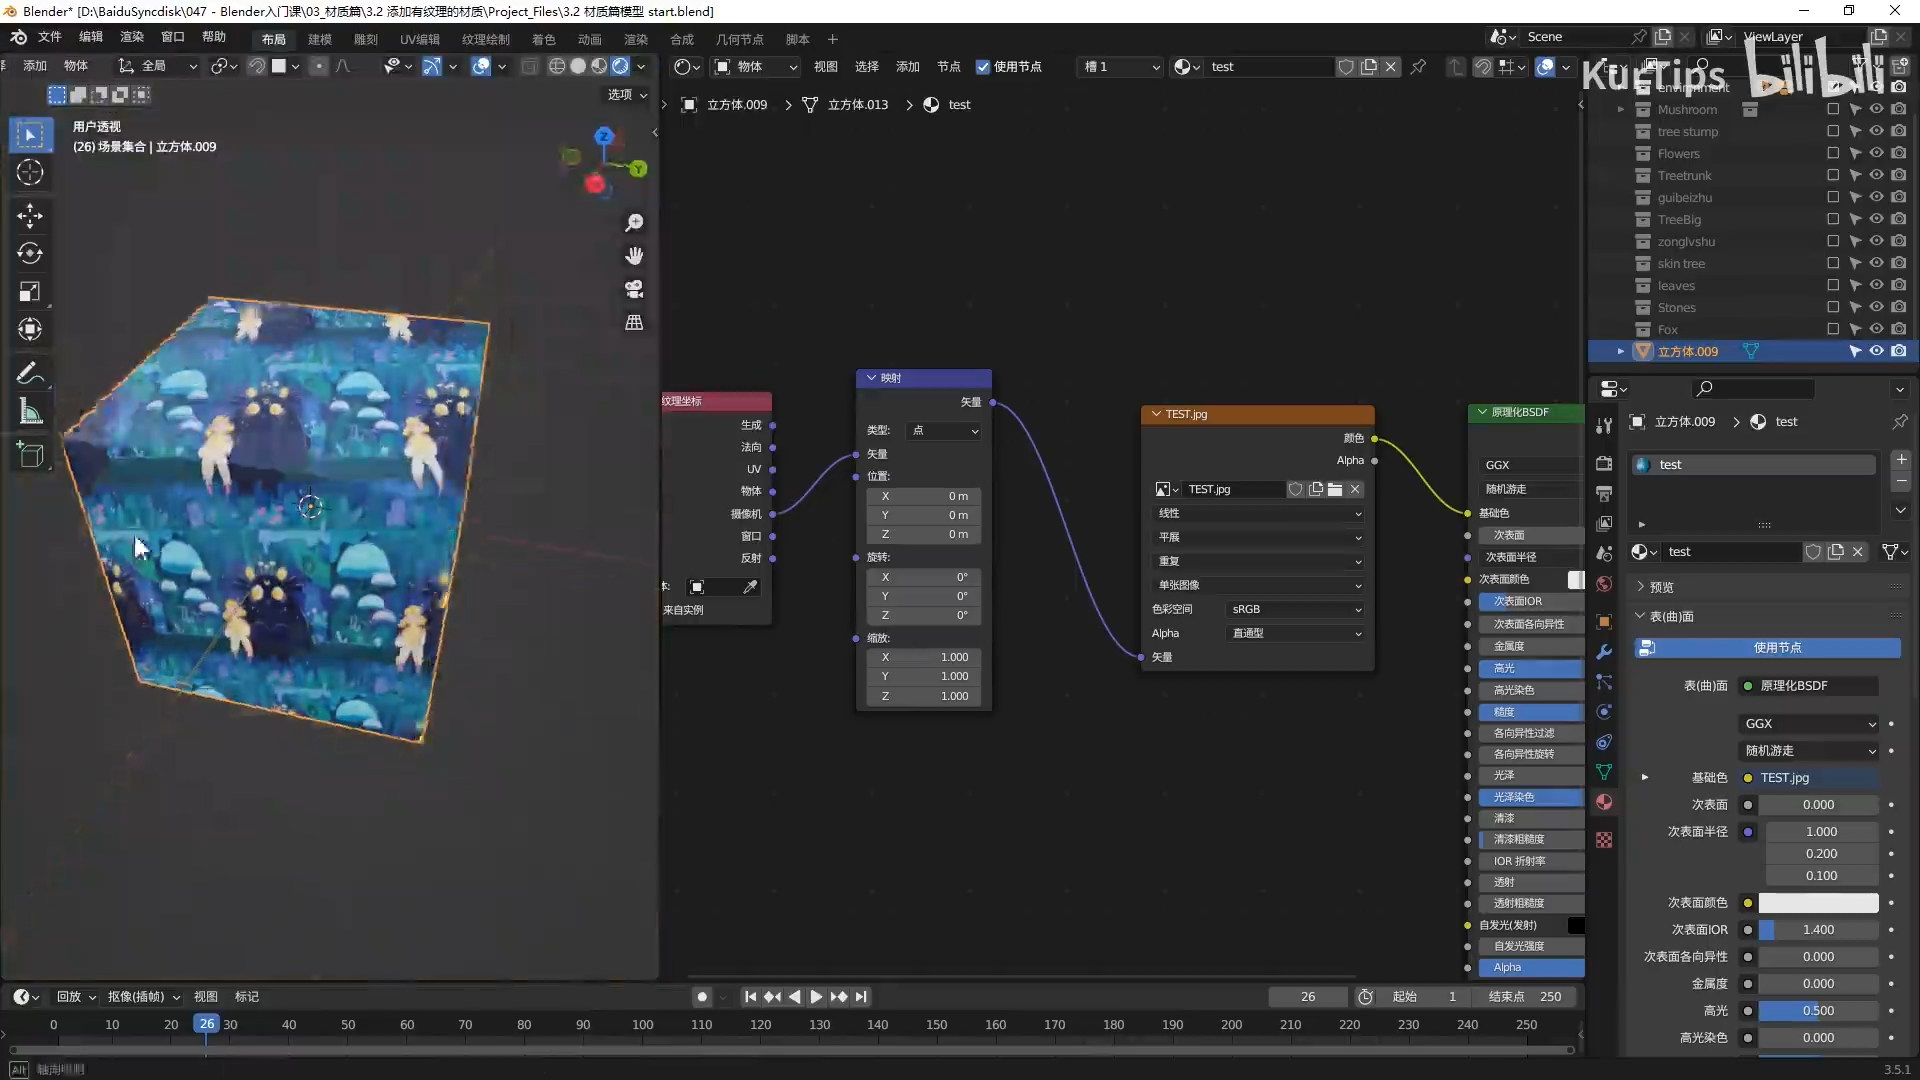 Blender* [D:\BaiduSyncdisk\047 - Blender入门课\03_材质篇\3.2 添加有纹理的材质\Project_Files\3.2 材质篇模型 start.blend]
文件 编辑 渲染 窗口 帮助 布局 建模 雕刻 UV编辑 纹理绘制 着色 动画 渲染 合成 几何节点 脚本 + Scene ViewLayer
添加 物体 全局 物体 视图 选择 添加 节点 使用节点 槽 1 test
KurTips bilibili
选项
立方体.009 > 立方体.013 > test
用户透视
(26) 场景集合 | 立方体.009
Z
Y
environment
Mushroom
tree stump
Flowers
Treetrunk
guibeizhu
TreeBig
zonglvshu
skin tree
leaves
Stones
Fox
立方体.009
纹理坐标
生成
法向
UV
物体
摄像机
窗口
反射
来自实例
映射
矢量
类型: 点
矢量
位置:
X 0 m
Y 0 m
Z 0 m
旋转:
X 0°
Y 0°
Z 0°
缩放:
X 1.000
Y 1.000
Z 1.000
TEST.jpg
颜色
Alpha
TEST.jpg
线性
平展
重复
单张图像
色彩空间 sRGB
Alpha 直通型
矢量
原理化BSDF
GGX
随机游走
基础色
次表面
次表面半径
次表面颜色
次表面IOR
次表面各向异性
金属度
高光
高光染色
糙度
各向异性过滤
各向异性旋转
光泽
光泽染色
清漆
清漆粗糙度
IOR 折射率
透射
透射粗糙度
自发光(发射)
自发光强度
Alpha
立方体.009 > test
test
test
预览
表(曲)面
使用节点
表(曲)面 原理化BSDF
GGX
随机游走
基础色 TEST.jpg
次表面 0.000
次表面半径 1.000
0.200
0.100
次表面颜色
次表面IOR 1.400
次表面各向异性 0.000
金属度 0.000
高光 0.500
高光染色 0.000
回放 抠像(插帧) 视图 标记 26 起始 1 结束点 250
0 10 20 26 30 40 50 60 70 80 90 100 110 120 130 140 150 160 170 180 190 200 210 220 230 240 250
Alt
3.5.1